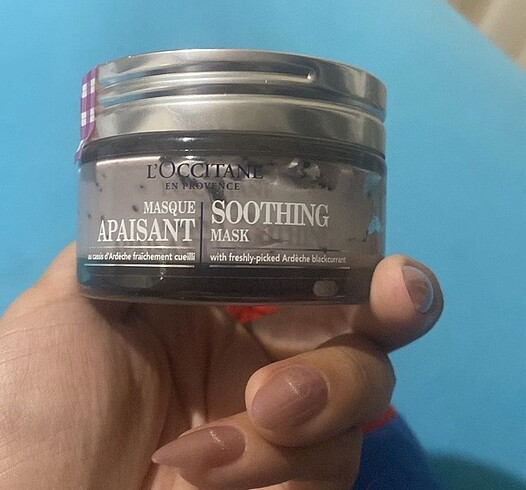 L'OCCITANE
EN PROVENCE
MASQUE
APAISANT
au cassis d'Ardèche fraîchement cueilli
SOOTHING
MASK
with freshly-picked Ardèche blackcurrant